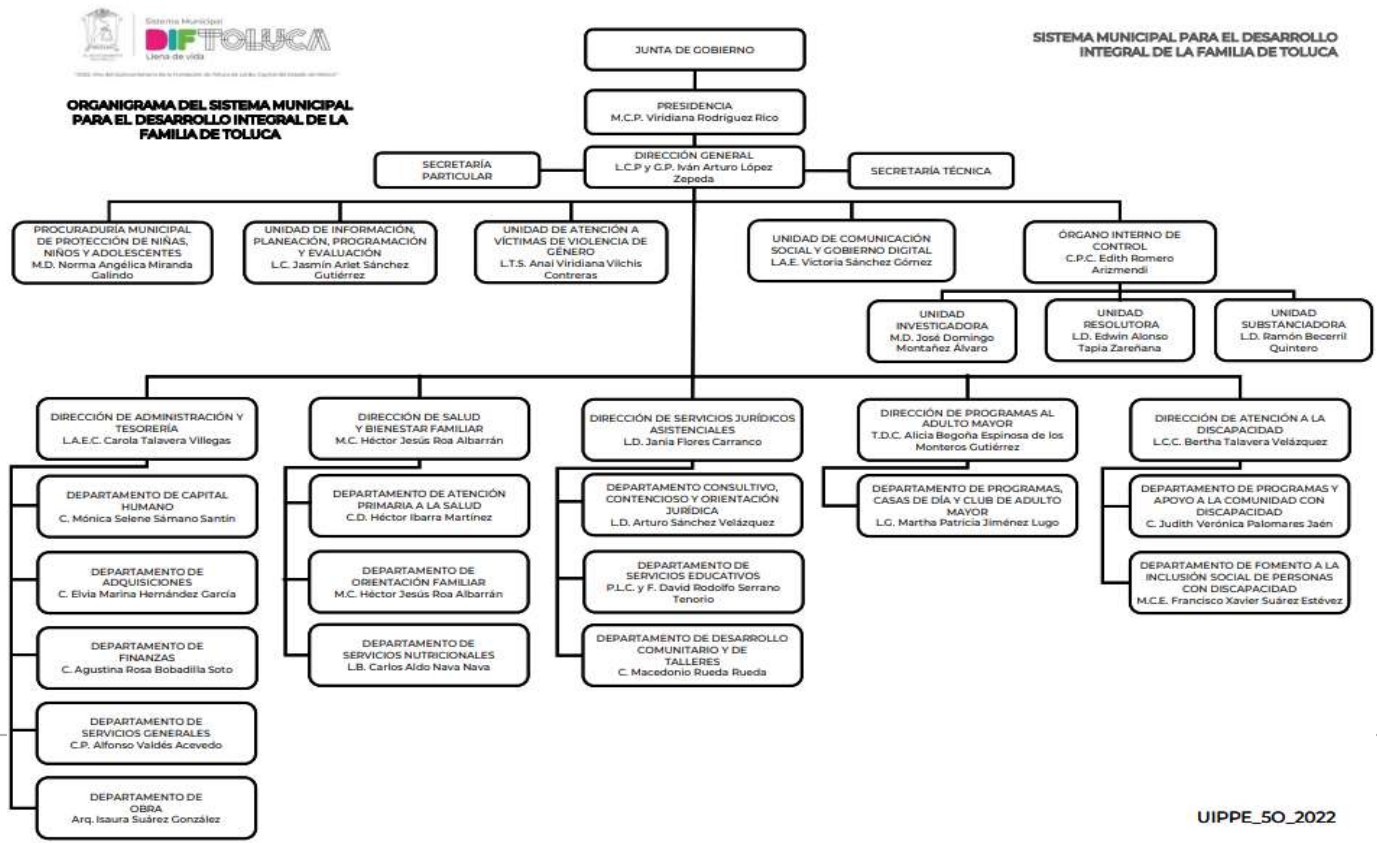 Sistema Municipal
DIFTOLUCA
Llena de vida
ORGANIGRAMA DEL SISTEMA MUNICIPAL
PARA EL DESARROLLO INTEGRAL DE LA
FAMILIA DE TOLUCA
SISTEMA MUNICIPAL PARA EL DESARROLLO
INTEGRAL DE LA FAMILIA DE TOLUCA
JUNTA DE GOBIERNO
PRESIDENCIA
M.C.P. Viridiana Rodríguez Rico
SECRETARÍA
PARTICULAR
DIRECCIÓN GENERAL
L.C.P y G.P. Iván Arturo López
Zepeda
SECRETARÍA TÉCNICA
PROCURADURÍA MUNICIPAL
DE PROTECCIÓN DE NIÑAS,
NIÑOS Y ADOLESCENTES
M.D. Norma Angélica Miranda
Galindo
UNIDAD DE INFORMACIÓN,
PLANEACIÓN, PROGRAMACIÓN
Y EVALUACIÓN
L.C. Jasmín Arlet Sánchez
Gutiérrez
UNIDAD DE ATENCIÓN A
VÍCTIMAS DE VIOLENCIA DE
GÉNERO
L.T.S. Anai Viridiana Vilchis
Contreras
UNIDAD DE COMUNICACIÓN
SOCIAL Y GOBIERNO DIGITAL
L.A.E. Victoria Sánchez Gómez
ÓRGANO INTERNO DE
CONTROL
C.P.C. Edith Romero
Arizmendi
UNIDAD
INVESTIGADORA
M.D. José Domingo
Montañez Álvaro
UNIDAD
RESOLUTORA
L.D. Edwin Alonso
Tapia Zareñana
UNIDAD
SUBSTANCIADORA
L.D. Ramón Becerril
Quintero
DIRECCIÓN DE ADMINISTRACIÓN Y
TESORERÍA
L.A.E.C. Carola Talavera Villegas
DEPARTAMENTO DE CAPITAL
HUMANO
C. Mónica Selene Sámano Santín
DEPARTAMENTO DE
ADQUISICIONES
C. Elvia Marina Hernández García
DEPARTAMENTO DE
FINANZAS
C. Agustina Rosa Bobadilla Soto
DEPARTAMENTO DE
SERVICIOS GENERALES
C.P. Alfonso Valdés Acevedo
DEPARTAMENTO DE
OBRA
Arq. Isaura Suárez González
DIRECCIÓN DE SALUD
Y BIENESTAR FAMILIAR
M.C. Héctor Jesús Roa Albarrán
DEPARTAMENTO DE ATENCIÓN
PRIMARIA A LA SALUD
C.D. Héctor Ibarra Martínez
DEPARTAMENTO DE
ORIENTACIÓN FAMILIAR
M.C. Héctor Jesús Roa Albarrán
DEPARTAMENTO DE
SERVICIOS NUTRICIONALES
L.B. Carlos Aldo Nava Nava
DIRECCIÓN DE SERVICIOS JURÍDICOS
ASISTENCIALES
L.D. Jania Flores Carranco
DEPARTAMENTO CONSULTIVO,
CONTENCIOSO Y ORIENTACIÓN
JURÍDICA
L.D. Arturo Sánchez Velázquez
DEPARTAMENTO DE
SERVICIOS EDUCATIVOS
P.L.C. y F. David Rodolfo Serrano
Tenorio
DEPARTAMENTO DE DESARROLLO
COMUNITARIO Y DE
TALLERES
C. Macedonio Rueda Rueda
DIRECCIÓN DE PROGRAMAS AL
ADULTO MAYOR
T.D.C. Alicia Begoña Espinosa de los
Monteros Gutiérrez
DEPARTAMENTO DE PROGRAMAS,
CASAS DE DÍA Y CLUB DE ADULTO
MAYOR
L.G. Martha Patricia Jiménez Lugo
DIRECCIÓN DE ATENCIÓN A LA
DISCAPACIDAD
L.C.C. Bertha Talavera Velázquez
DEPARTAMENTO DE PROGRAMAS Y
APOYO A LA COMUNIDAD CON
DISCAPACIDAD
C. Judith Verónica Palomares Jaén
DEPARTAMENTO DE FOMENTO A LA
INCLUSIÓN SOCIAL DE PERSONAS
CON DISCAPACIDAD
M.C.E. Francisco Xavier Suárez Estévez
UIPPE_5O_2022